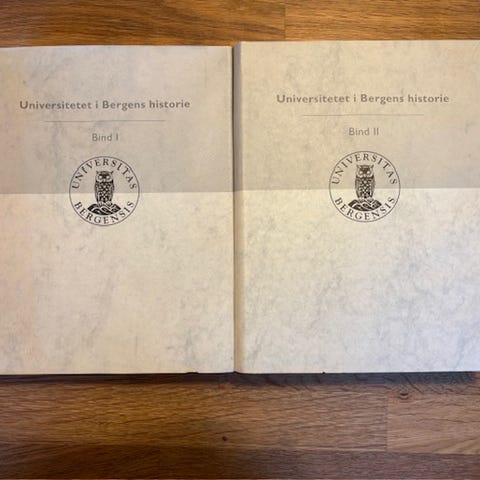 Universitetet i Bergens historie
Bind I
UNIVERSITAS
BERGENSIS
Universitetet i Bergens historie
Bind II
UNIVERSITAS
BERGENSIS